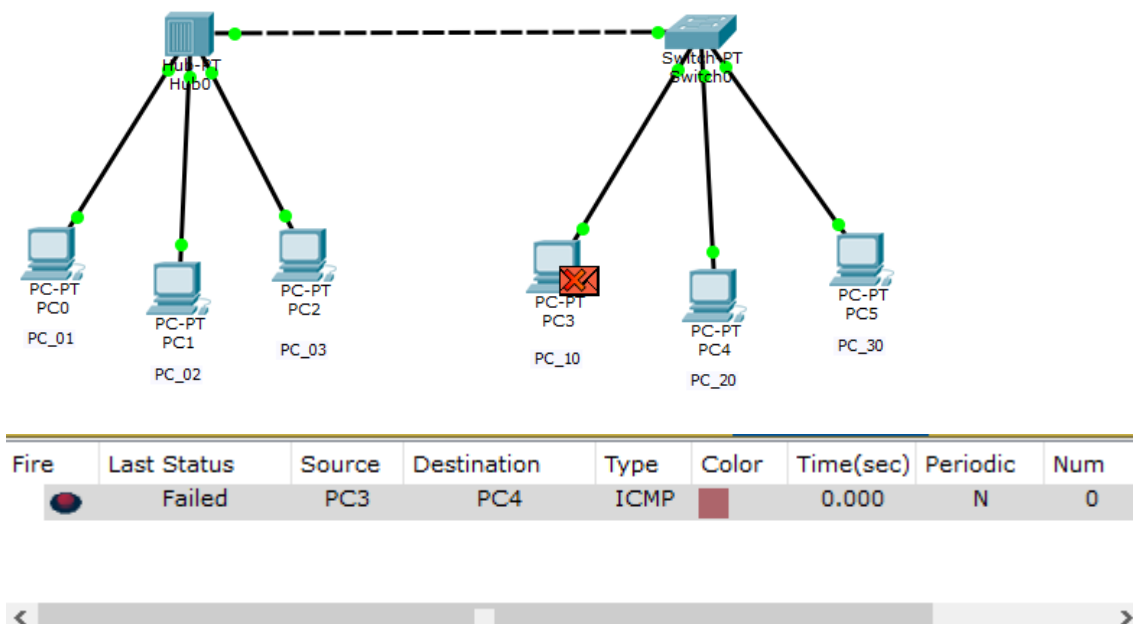 Hub-PT
Hub0
Switch-PT
Switch0
PC-PT
PC0
PC_01
PC-PT
PC1
PC_02
PC-PT
PC2
PC_03
PC-PT
PC3
PC_10
PC-PT
PC4
PC_20
PC-PT
PC5
PC_30
Fire Last Status Source Destination Type Color Time(sec) Periodic Num
Failed PC3 PC4 ICMP 0.000 N 0